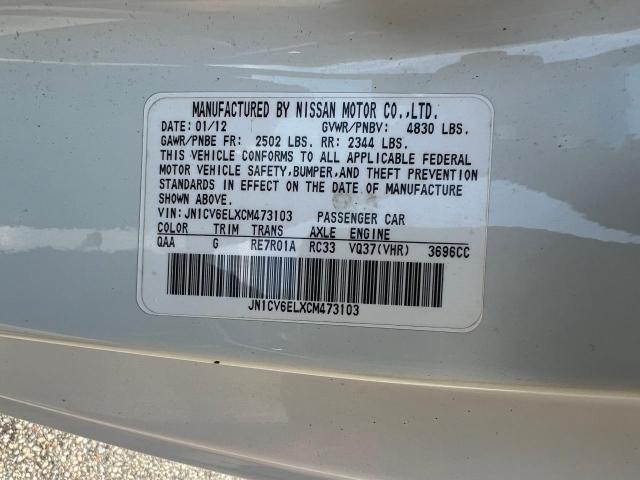 MANUFACTURED BY NISSAN MOTOR CO.,LTD.
DATE: 01/12 GVWR/PNBV: 4830 LBS.
GAWR/PNBE FR: 2502 LBS. RR: 2344 LBS.
THIS VEHICLE CONFORMS TO ALL APPLICABLE FEDERAL
MOTOR VEHICLE SAFETY,BUMPER,AND THEFT PREVENTION
STANDARDS IN EFFECT ON THE DATE OF MANUFACTURE
SHOWN ABOVE.
VIN: JN1CV6ELXCM473103 PASSENGER CAR
COLOR TRIM TRANS AXLE ENGINE
QAA G RE7R01A RC33 VQ37(VHR) 3696CC
JN1CV6ELXCM473103